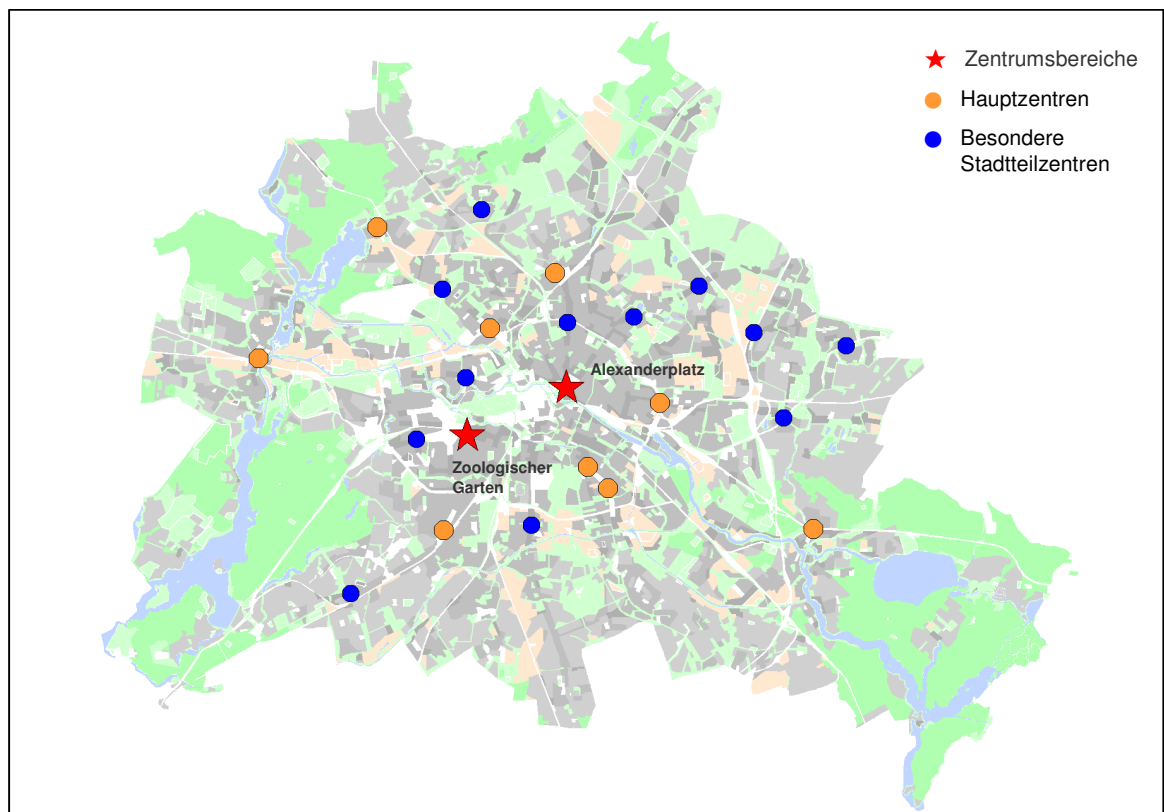 Zentrumsbereiche
Hauptzentren
Besondere
Stadtteilzentren
Alexanderplatz
Zoologischer
Garten